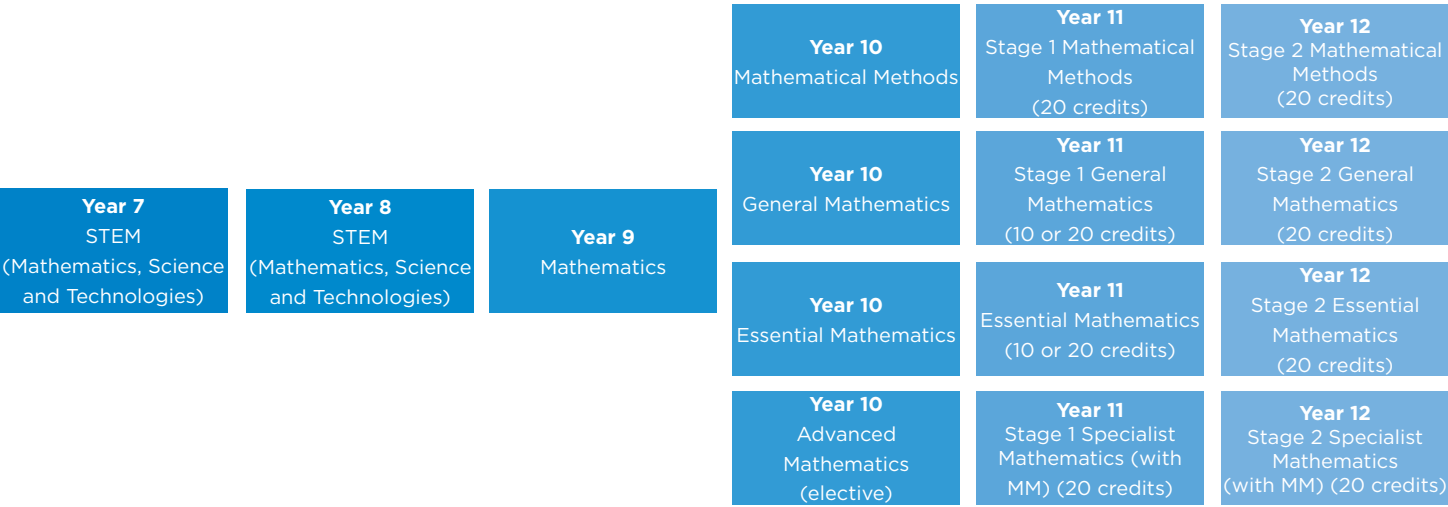 Year 7
STEM
(Mathematics, Science
and Technologies)
Year 8
STEM
(Mathematics, Science
and Technologies)
Year 9
Mathematics
Year 10
Mathematical Methods
Year 11
Stage 1 Mathematical
Methods
(20 credits)
Year 12
Stage 2 Mathematical
Methods
(20 credits)
Year 10
General Mathematics
Year 11
Stage 1 General
Mathematics
(10 or 20 credits)
Year 12
Stage 2 General
Mathematics
(20 credits)
Year 10
Essential Mathematics
Year 11
Essential Mathematics
(10 or 20 credits)
Year 12
Stage 2 Essential
Mathematics
(20 credits)
Year 10
Advanced
Mathematics
(elective)
Year 11
Stage 1 Specialist
Mathematics (with
MM) (20 credits)
Year 12
Stage 2 Specialist
Mathematics
(with MM) (20 credits)